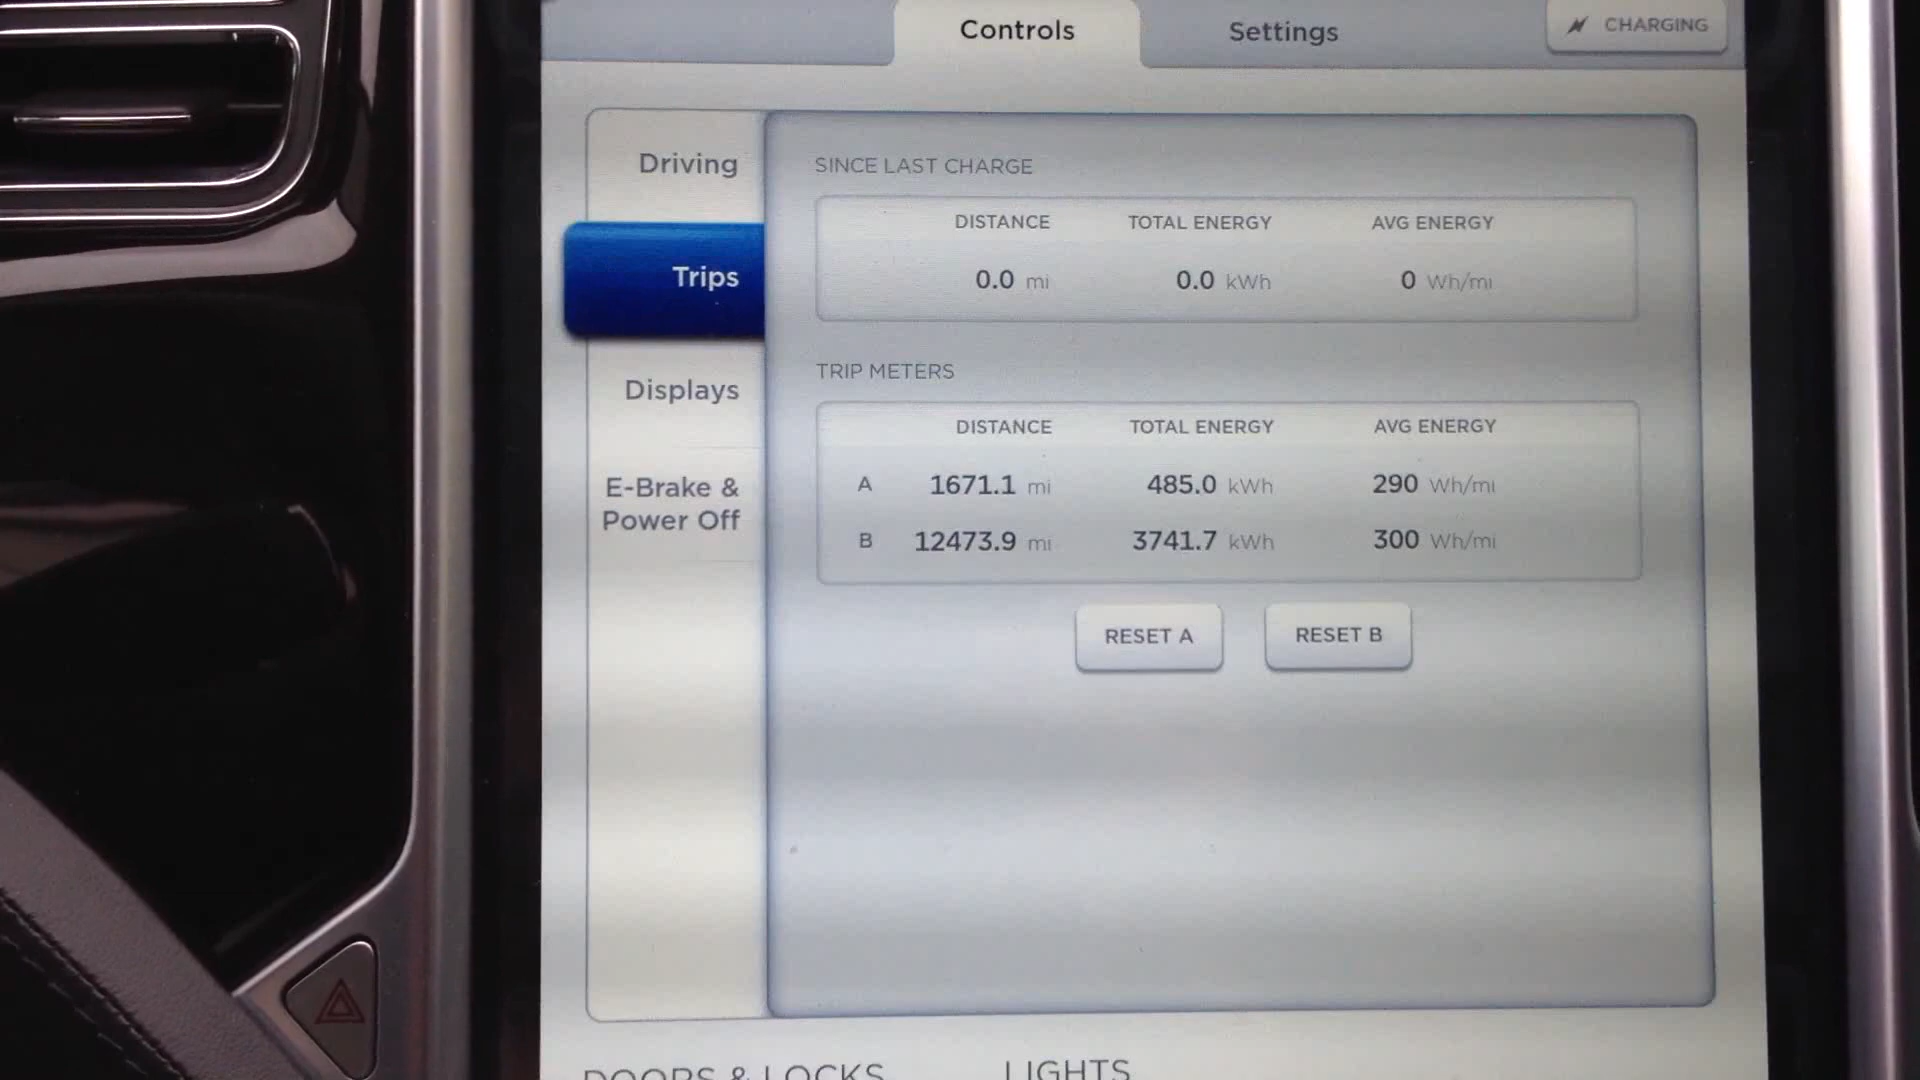 Controls
Settings
CHARGING
Driving
Trips
Displays
E-Brake &
Power Off
SINCE LAST CHARGE
DISTANCE TOTAL ENERGY AVG ENERGY
0.0 mi 0.0 kWh 0 Wh/mi
TRIP METERS
DISTANCE TOTAL ENERGY AVG ENERGY
A 1671.1 mi 485.0 kWh 290 Wh/mi
B 12473.9 mi 3741.7 kWh 300 Wh/mi
RESET A
RESET B
DOORS & LOCKS
LIGHTS